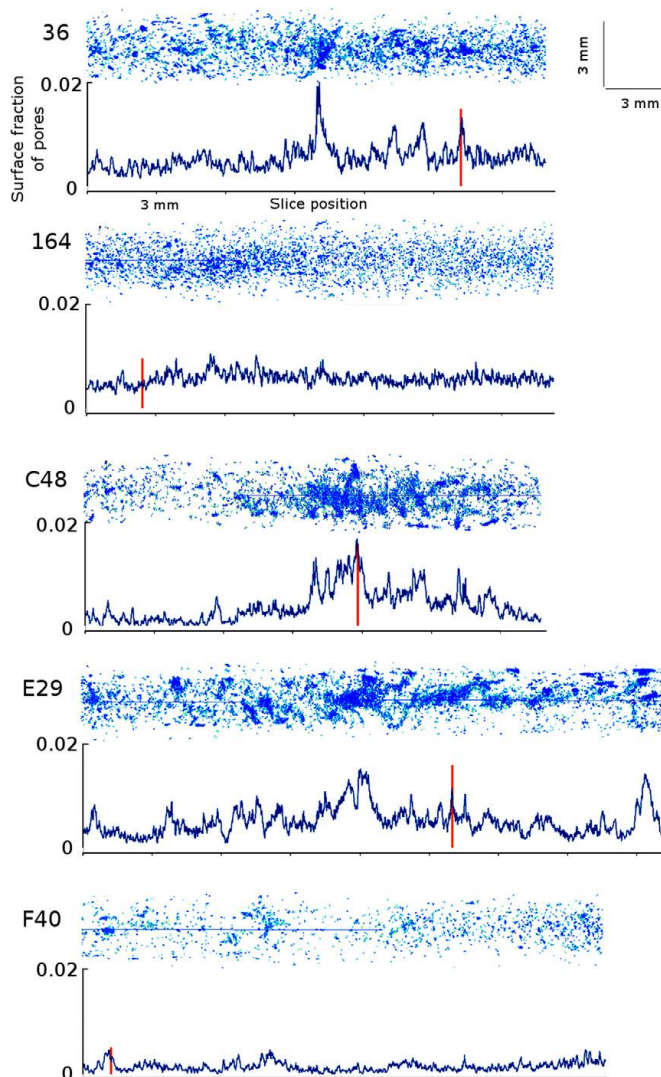 36
3 mm
3 mm
Surface fraction
of pores
0.02
0
3 mm
Slice position
164
0.02
0
C48
0.02
0
E29
0.02
0
F40
0.02
0